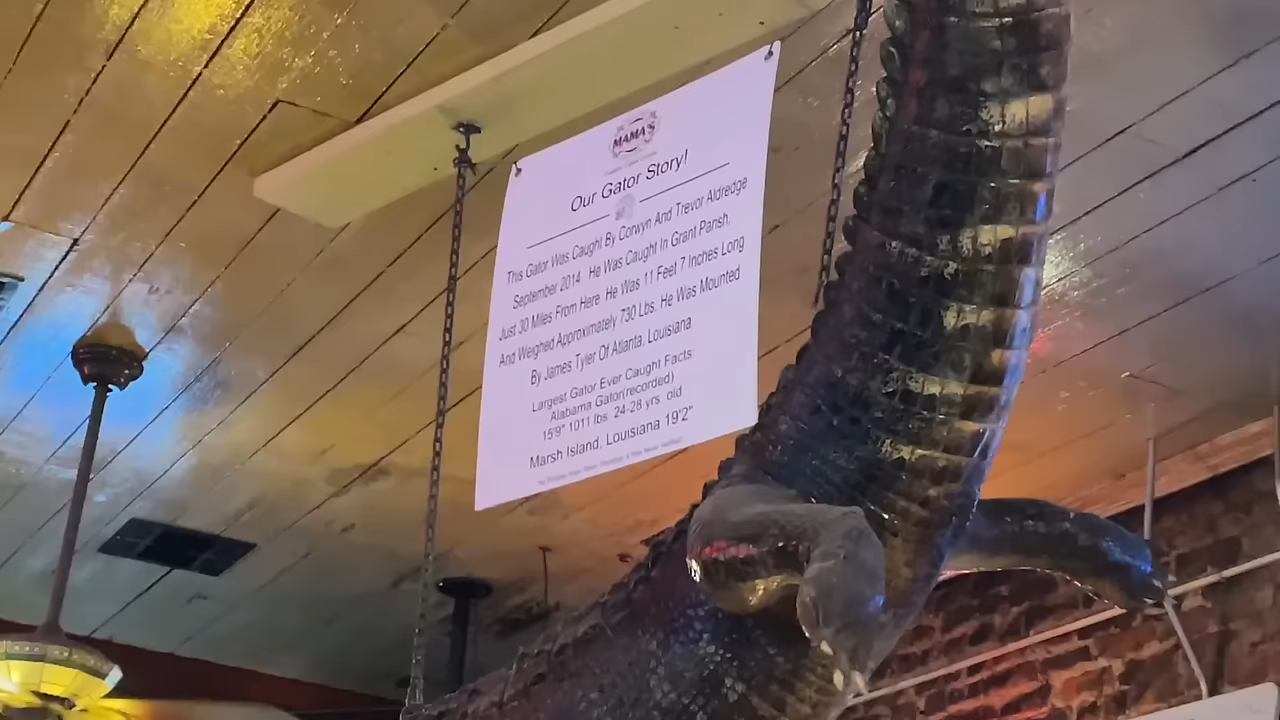 MAMA'S
Our Gator Story!
This Gator Was Caught By Corwyn And Trevor Aldredge
September 2014. He Was Caught In Grant Parish,
Just 30 Miles From Here. He Was 11 Feet 7 Inches Long
And Weighed Approximately 730 Lbs. He Was Mounted
By James Tyler Of Atlanta, Louisiana
Largest Gator Ever Caught Facts:
Alabama Gator(recorded)
15'9" 1011 lbs 24-28 yrs old
Marsh Island, Louisiana 19'2"